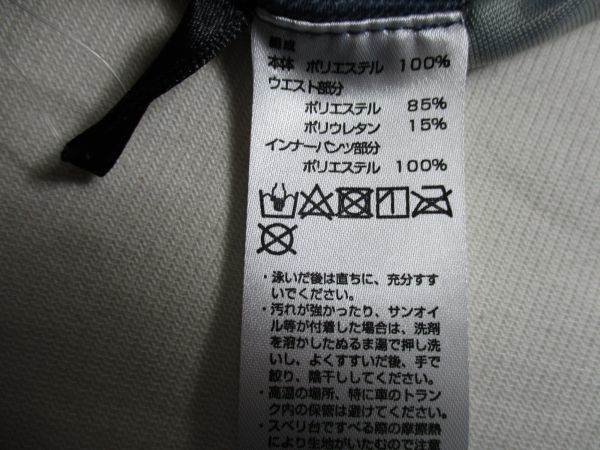 組成
本体 ポリエステル 100%
ウエスト部分
ポリエステル 85%
ポリウレタン 15%
インナーパンツ部分
ポリエステル 100%
・泳いだ後は直ちに、充分すす
いでください。
・汚れが強かったり、サンオイ
ル等が付着した場合は、洗剤
を溶かしたぬるま湯で押し洗
いし、よくすすいだ後、手で
絞り、陰干ししてください。
・高温の場所、特に車のトラン
ク内の保管は避けてください。
・スベリ台ですべる際の摩擦熱
により生地がいたむので注意